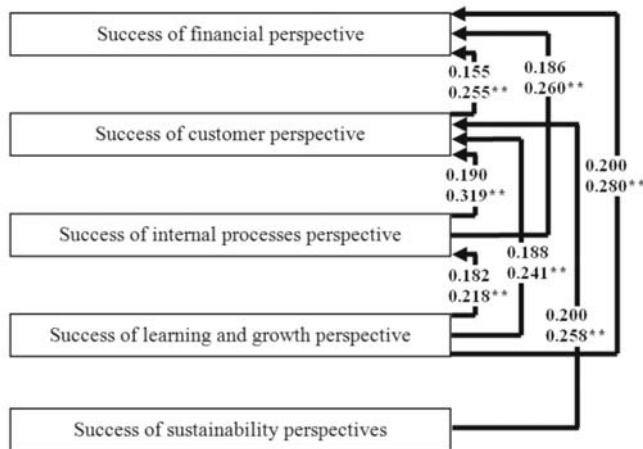 Success of financial perspective
0.155
0.255**
0.186
0.260**
Success of customer perspective
0.190
0.319**
0.200
0.280**
Success of internal processes perspective
0.188
0.241**
0.182
0.218**
Success of learning and growth perspective
0.200
0.258**
Success of sustainability perspectives